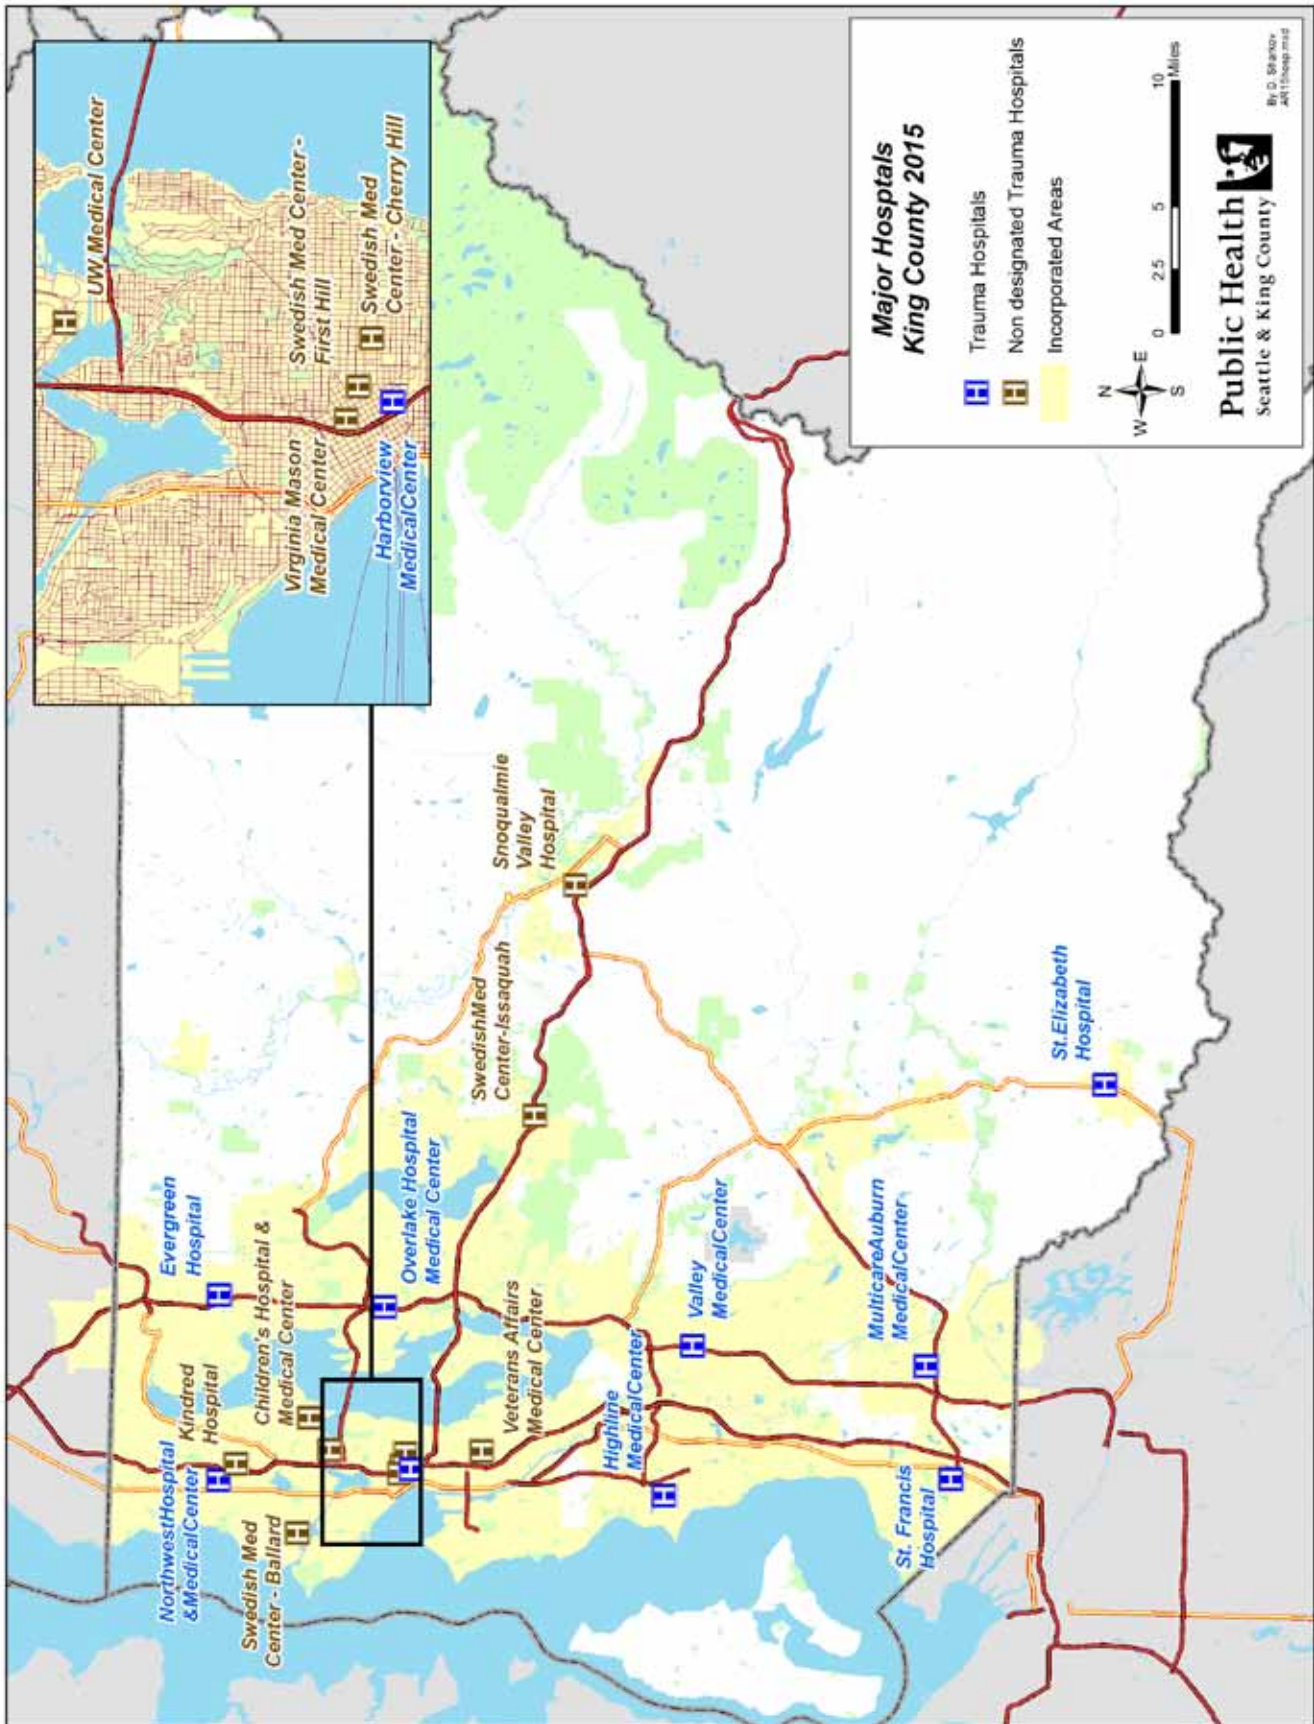 UW Medical Center
Swedish Med Center -
First Hill
Swedish Med
Center - Cherry Hill
Virginia Mason
Medical Center
Harborview
MedicalCenter
NorthwestHospital
&MedicalCenter
Kindred
Hospital
Evergreen
Hospital
Swedish Med
Center - Ballard
Children's Hospital &
Medical Center
Overlake Hospital
Medical Center
SwedishMed
Center-Issaquah
Snoqualmie
Valley
Hospital
Veterans Affairs
Medical Center
Highline
MedicalCenter
Valley
MedicalCenter
St. Francis
Hospital
MulticareAuburn
MedicalCenter
St.Elizabeth
Hospital
Major Hosptals
King County 2015
H Trauma Hospitals
H Non designated Trauma Hospitals
Incorporated Areas
N
W E
S
0 2.5 5 10
Miles
Public Health
Seattle & King County